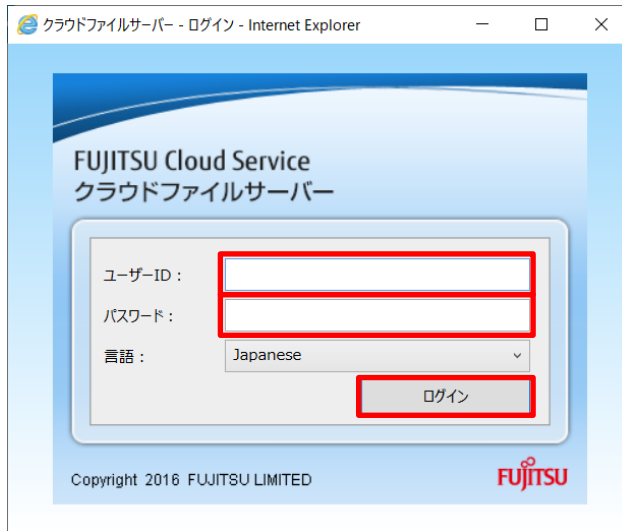 クラウドファイルサーバー - ログイン - Internet Explorer
FUJITSU Cloud Service
クラウドファイルサーバー
ユーザーID :
パスワード :
言語 :
Japanese
ログイン
Copyright 2016 FUJITSU LIMITED
FUJITSU